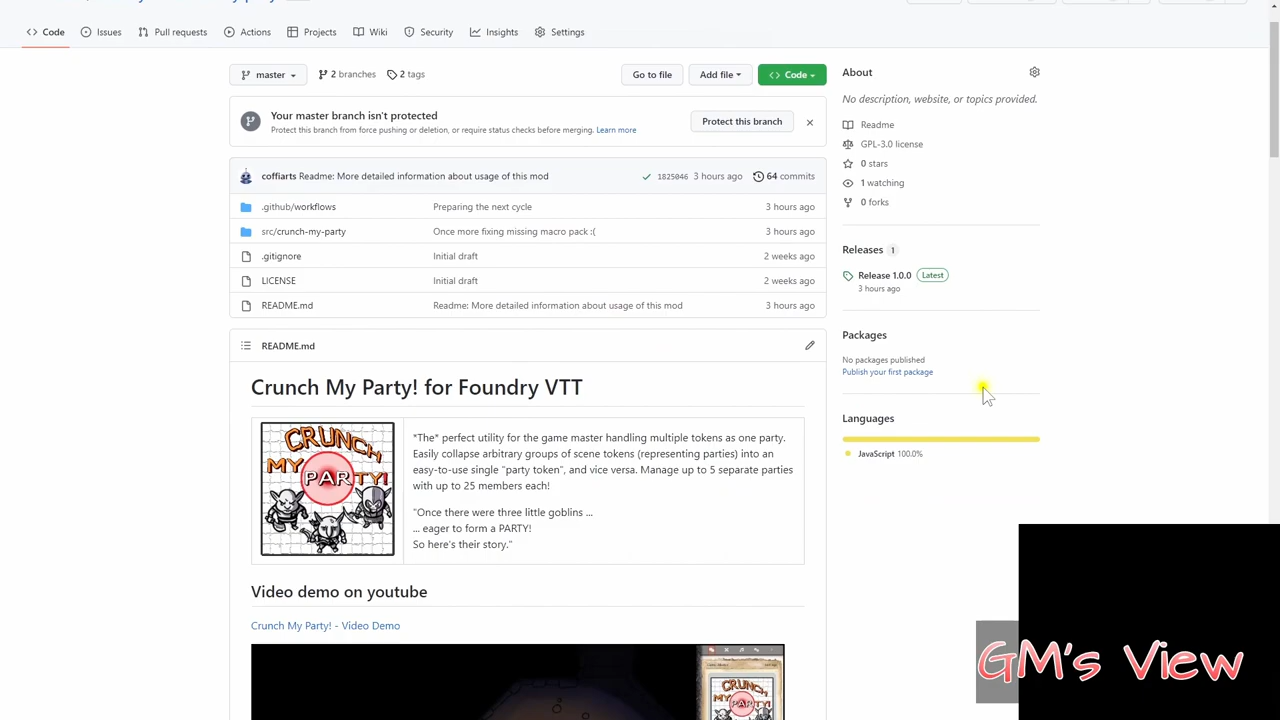 Code Issues Pull requests Actions Projects Wiki Security Insights Settings
master 2 branches 2 tags Go to file Add file Code
Your master branch isn't protected
Protect this branch from force pushing or deletion, or require status checks before merging. Learn more
Protect this branch
coffiarts Readme: More detailed information about usage of this mod 1825046 3 hours ago 64 commits
.github/workflows Preparing the next cycle 3 hours ago
src/crunch-my-party Once more fixing missing macro pack :( 3 hours ago
.gitignore Initial draft 2 weeks ago
LICENSE Initial draft 2 weeks ago
README.md Readme: More detailed information about usage of this mod 3 hours ago
README.md
Crunch My Party! for Foundry VTT
CRUNCH
MY PARTY!
*The* perfect utility for the game master handling multiple tokens as one party.
Easily collapse arbitrary groups of scene tokens (representing parties) into an
easy-to-use single "party token", and vice versa. Manage up to 5 separate parties
with up to 25 members each!
"Once there were three little goblins ...
... eager to form a PARTY!
So here's their story."
Video demo on youtube
Crunch My Party! - Video Demo
CRUNCH
MY PARTY!
About
No description, website, or topics provided.
Readme
GPL-3.0 license
0 stars
1 watching
0 forks
Releases 1
Release 1.0.0 Latest
3 hours ago
Packages
No packages published
Publish your first package
Languages
JavaScript 100.0%
GM's View